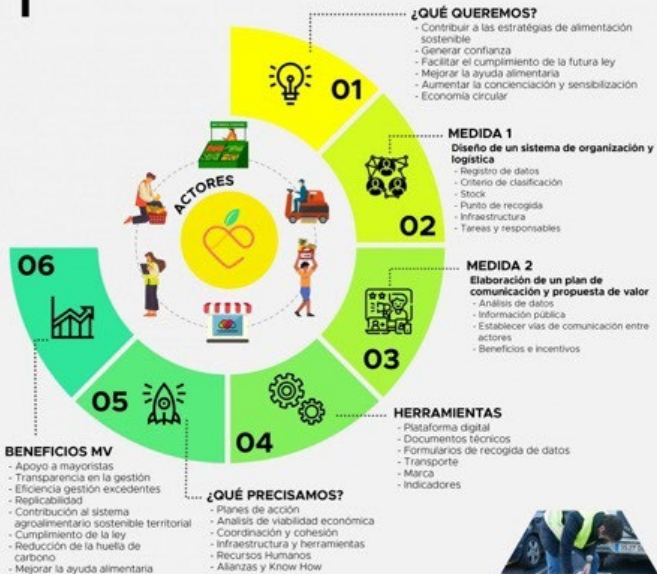 ¿QUÉ QUEREMOS?
- Contribuir a las estratégias de alimentación
sostenible
- Generar confianza
- Facilitar el cumplimiento de la futura ley
- Mejorar la ayuda alimentaria
- Aumentar la concienciación y sensibilización
- Economía circular
01
MEDIDA 1
Diseño de un sistema de organización y
logística
- Registro de datos
- Criterio de clasificación
- Stock
- Punto de recogida
- Infraestructura
- Tareas y responsables
02
ACTORES
MEDIDA 2
Elaboración de un plan de
comunicación y propuesta de valor
- Análisis de datos
- Información pública
- Establecer vías de comunicación entre
actores
- Beneficios e incentivos
03
HERRAMIENTAS
- Plataforma digital
- Documentos técnicos
- Formularios de recogida de datos
- Transporte
- Marca
- Indicadores
04
¿QUÉ PRECISAMOS?
- Planes de acción
- Analisis de viabilidad económica
- Coordinación y cohesión
- Infraestructura y herramientas
- Recursos Humanos
- Alianzas y Know How
05
06
BENEFICIOS MV
- Apoyo a mayoristas
- Transparencia en la gestión
- Eficiencia gestión excedentes
- Replicabilidad
- Contribución al sistema
agroalimentario sostenible territorial
- Cumplimiento de la ley
- Reducción de la huella de
carbono
- Mejorar la ayuda alimentaria